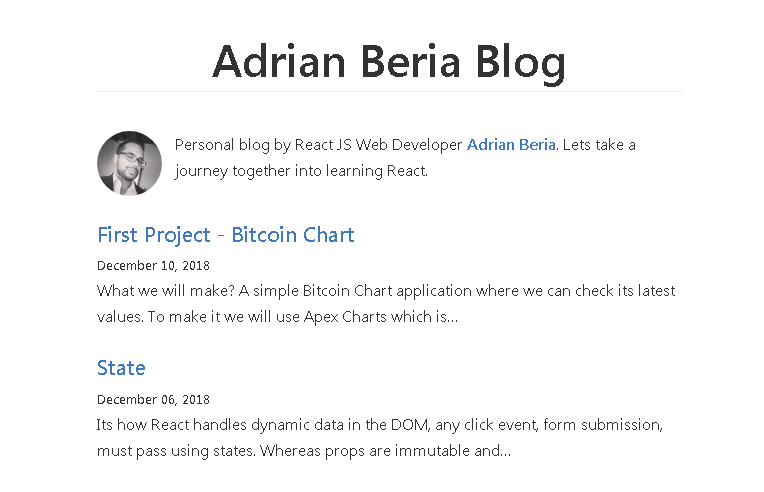 Adrian Beria Blog
Personal blog by React JS Web Developer Adrian Beria. Lets take a
journey together into learning React.
First Project - Bitcoin Chart
December 10, 2018
What we will make? A simple Bitcoin Chart application where we can check its latest
values. To make it we will use Apex Charts which is...
State
December 06, 2018
Its how React handles dynamic data in the DOM, any click event, form submission,
must pass using states. Whereas props are immutable and...